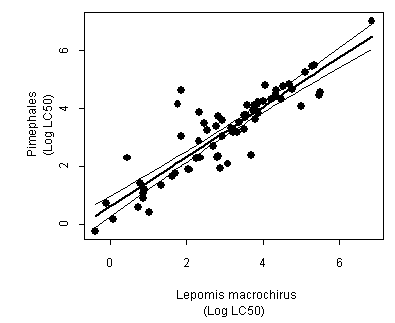 Pimephales
(Log LC50)
6
4
2
0
0 2 4 6
Lepomis macrochirus
(Log LC50)